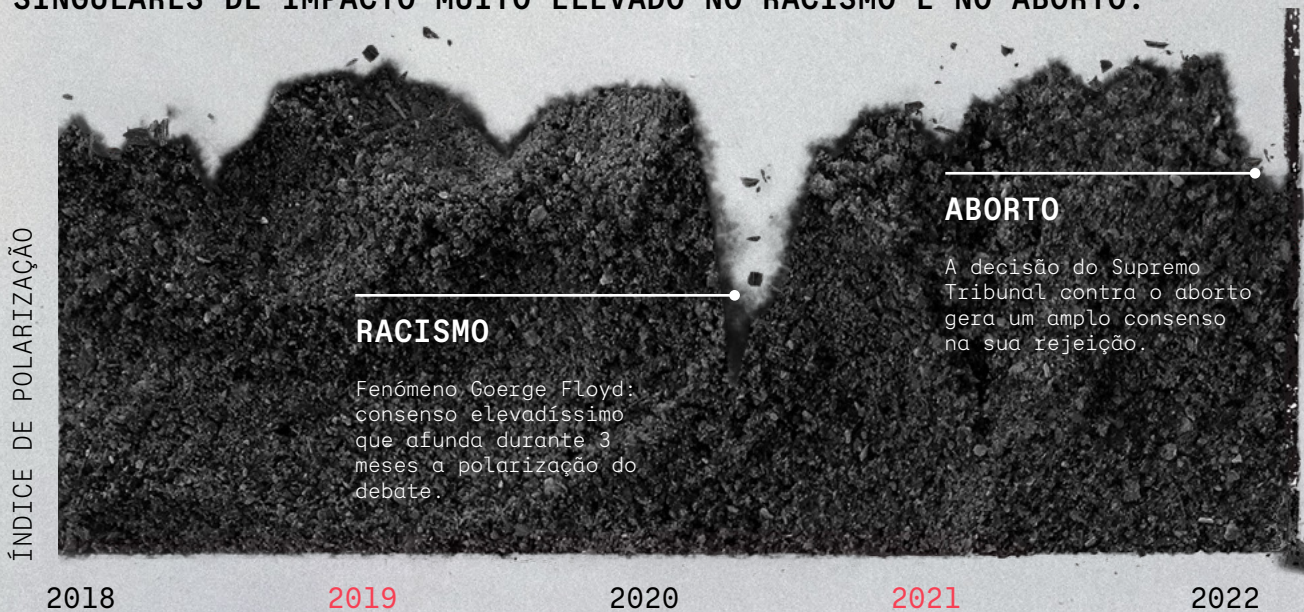 SINGULARES DE IMPACTO MUITO ELEVADO NO RACISMO E NO ABORTO.
ÍNDICE DE POLARIZAÇÃO
RACISMO
Fenómeno Goerge Floyd:
consenso elevadíssimo
que afunda durante 3
meses a polarização do
debate.
ABORTO
A decisão do Supremo
Tribunal contra o aborto
gera um amplo consenso
na sua rejeição.
2018 2019 2020 2021 2022